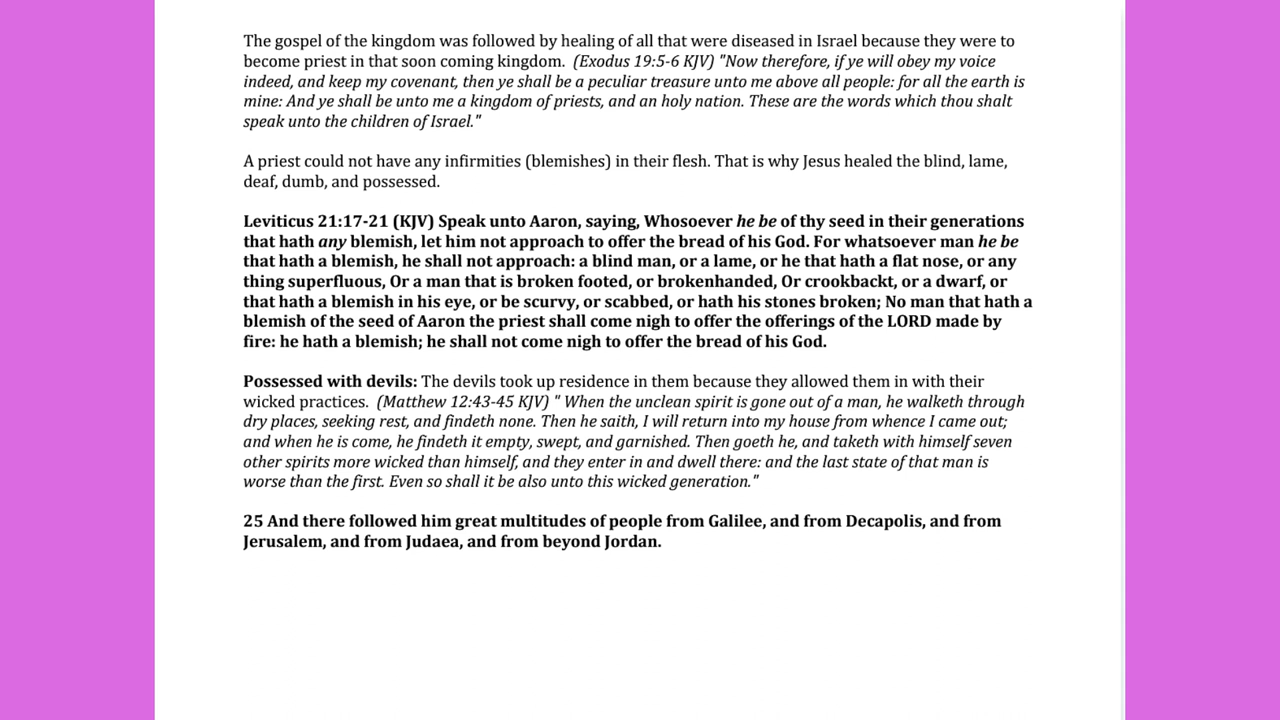 The gospel of the kingdom was followed by healing of all that were diseased in Israel because they were to
become priest in that soon coming kingdom.  (Exodus 19:5-6 KJV) "Now therefore, if ye will obey my voice
indeed, and keep my covenant, then ye shall be a peculiar treasure unto me above all people: for all the earth is
mine: And ye shall be unto me a kingdom of priests, and an holy nation. These are the words which thou shalt
speak unto the children of Israel."
A priest could not have any infirmities (blemishes) in their flesh. That is why Jesus healed the blind, lame,
deaf, dumb, and possessed.
Leviticus 21:17-21 (KJV) Speak unto Aaron, saying, Whosoever he be of thy seed in their generations
that hath any blemish, let him not approach to offer the bread of his God. For whatsoever man he be
that hath a blemish, he shall not approach: a blind man, or a lame, or he that hath a flat nose, or any
thing superfluous, Or a man that is broken footed, or brokenhanded, Or crookbackt, or a dwarf, or
that hath a blemish in his eye, or be scurvy, or scabbed, or hath his stones broken; No man that hath a
blemish of the seed of Aaron the priest shall come nigh to offer the offerings of the LORD made by
fire: he hath a blemish; he shall not come nigh to offer the bread of his God.
Possessed with devils: The devils took up residence in them because they allowed them in with their
wicked practices.  (Matthew 12:43-45 KJV) " When the unclean spirit is gone out of a man, he walketh through
dry places, seeking rest, and findeth none. Then he saith, I will return into my house from whence I came out;
and when he is come, he findeth it empty, swept, and garnished. Then goeth he, and taketh with himself seven
other spirits more wicked than himself, and they enter in and dwell there: and the last state of that man is
worse than the first. Even so shall it be also unto this wicked generation."
25 And there followed him great multitudes of people from Galilee, and from Decapolis, and from
Jerusalem, and from Judaea, and from beyond Jordan.